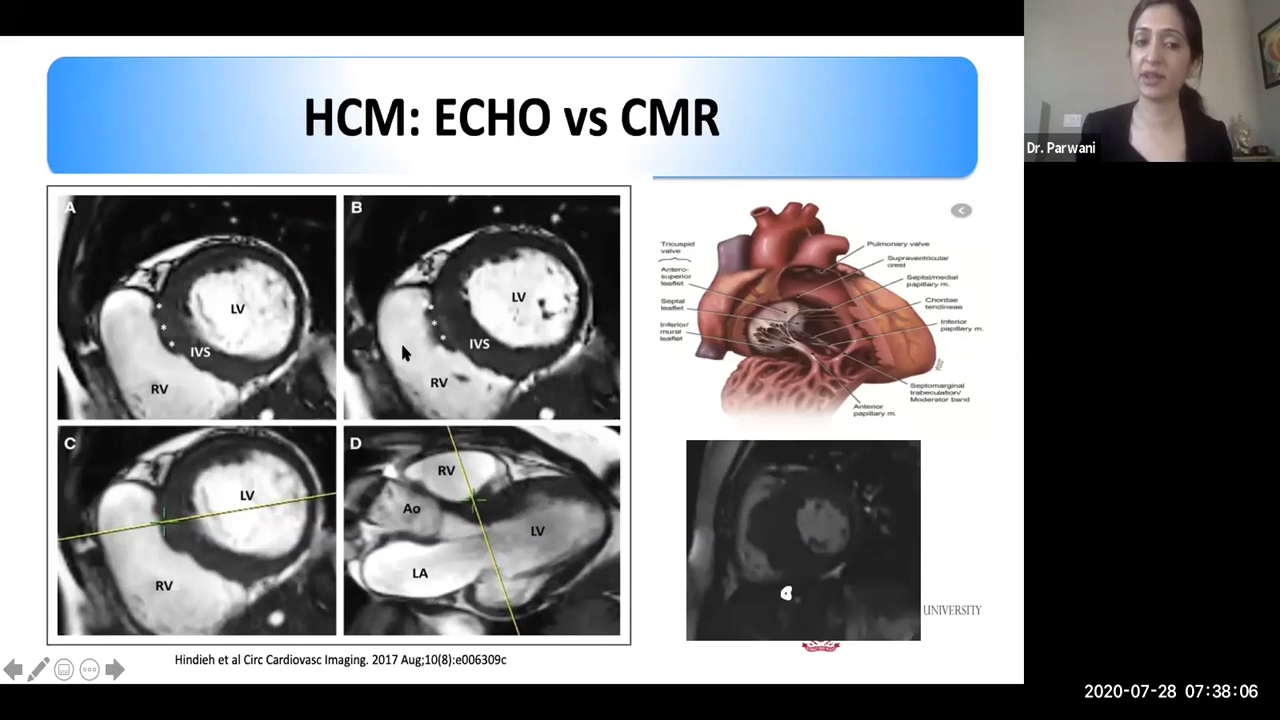 HCM: ECHO vs CMR
A
LV
IVS
RV
B
LV
IVS
RV
C
LV
RV
D
RV
Ao
LV
LA
Hindieh et al Circ Cardiovasc Imaging. 2017 Aug;10(8):e006309c
Tricuspid
valve
Antero-
superior
leaflet
Septal
leaflet
Inferior/
mural
leaflet
Pulmonary valve
Supraventricular
crest
Septal/medial
papillary m.
Chordae
tendineae
Inferior
papillary m.
Septomarginal
trabeculation/
Moderator band
Anterior
papillary m.
UNIVERSITY
Dr. Parwani
2020-07-28 07:38:06